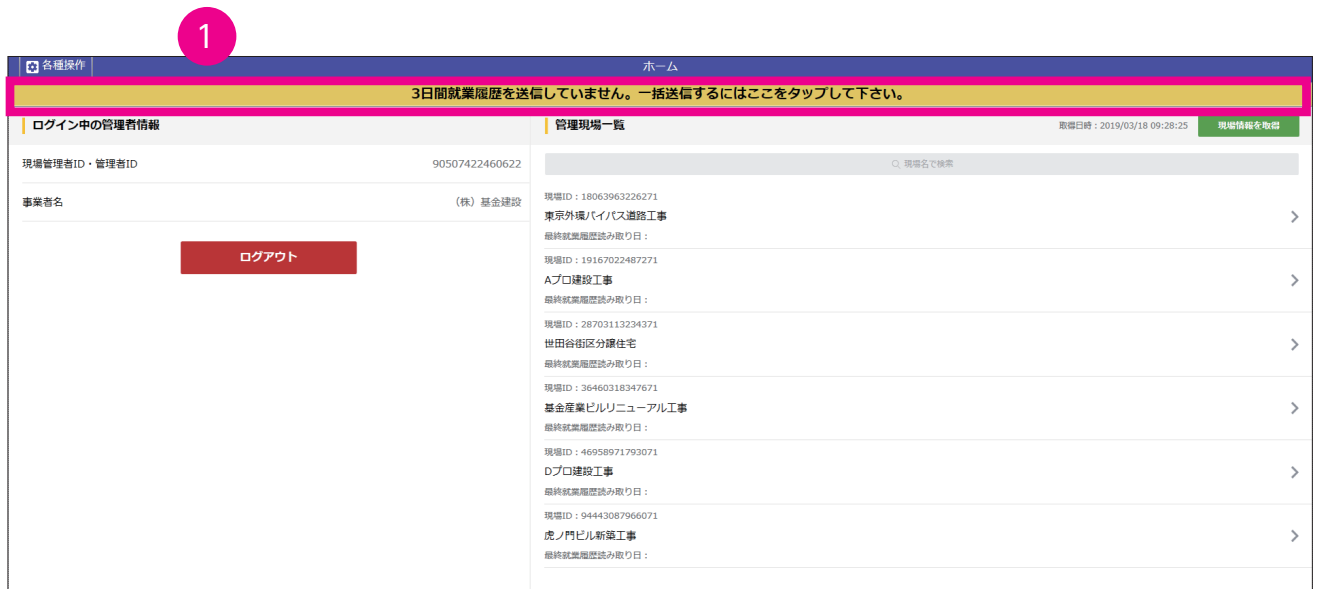 1
各種操作
ホーム
3日間就業履歴を送信していません。一括送信するにはここをタップして下さい。
ログイン中の管理者情報
現場管理者ID・管理者ID 90507422460622
事業者名 （株）基金建設
ログアウト
管理現場一覧 取得日時：2019/03/18 09:28:25 現場情報を取得
現場名で検索
現場ID：18063963226271
東京外環バイパス道路工事
最終就業履歴読み取り日：
現場ID：19167022487271
Aプロ建設工事
最終就業履歴読み取り日：
現場ID：28703113234371
世田谷街区分譲住宅
最終就業履歴読み取り日：
現場ID：36460318347671
基金産業ビルリニューアル工事
最終就業履歴読み取り日：
現場ID：46958971793071
Dプロ建設工事
最終就業履歴読み取り日：
現場ID：94443087966071
虎ノ門ビル新築工事
最終就業履歴読み取り日：